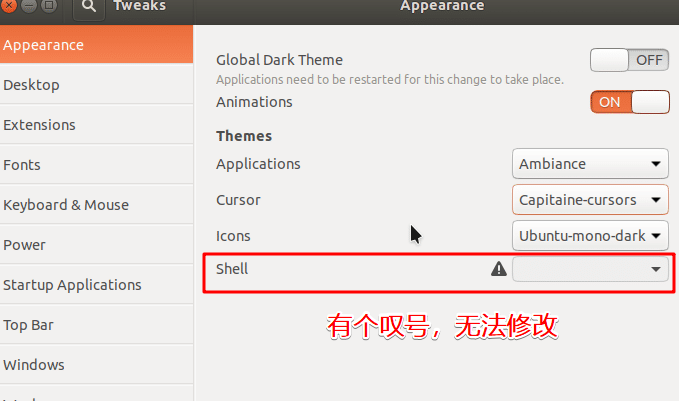 Tweaks
Appearance
Appearance
Desktop
Extensions
Fonts
Keyboard & Mouse
Power
Startup Applications
Top Bar
Windows
Global Dark Theme
OFF
Applications need to be restarted for this change to take place.
Animations
ON
Themes
Applications
Ambiance
Cursor
Capitaine-cursors
Icons
Ubuntu-mono-dark
Shell
有个叹号，无法修改